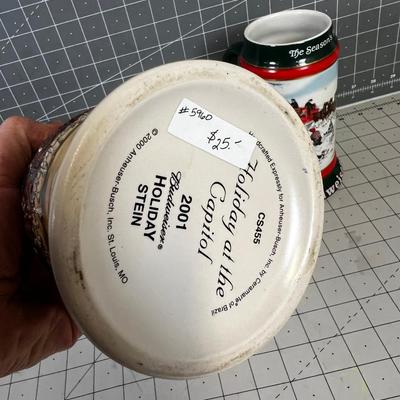 The Season's
wei
#5960
$25.-
Handcrafted Expressly for Anheuser-Busch, Inc. by Ceramarte® of Brazil
CS455
Holiday at the
Capitol
2001
Budweiser®
HOLIDAY
STEIN
© 2000 Anheuser-Busch, Inc. St. Louis, MO